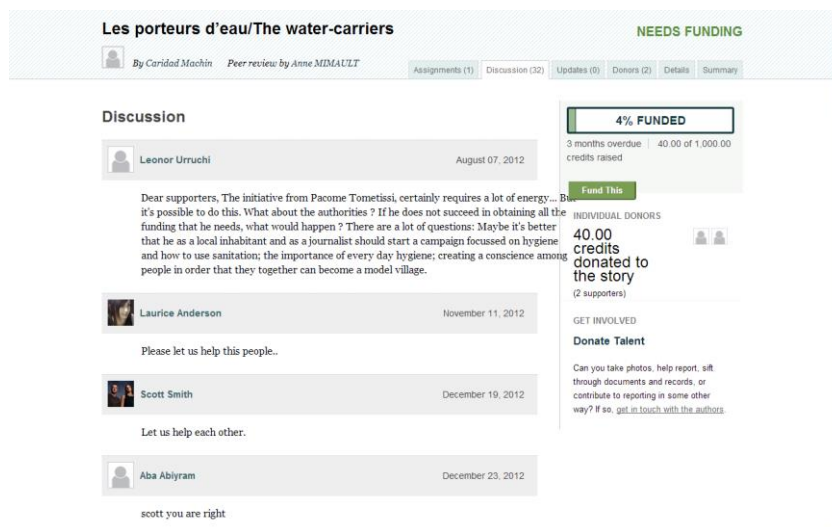 Les porteurs d'eau/The water-carriers
NEEDS FUNDING
By Caridad Machin Peer review by Anne MIMAULT
Assignments (1) Discussion (32) Updates (0) Donors (2) Details Summary
Discussion
Leonor Urruchi August 07, 2012
Dear supporters, The initiative from Pacome Tometissi, certainly requires a lot of energy... But
it's possible to do this. What about the authorities ? If he does not succeed in obtaining all the
funding that he needs, what would happen ? There are a lot of questions: Maybe it's better
that he as a local inhabitant and as a journalist should start a campaign focussed on hygiene
and how to use sanitation; the importance of every day hygiene; creating a conscience among
people in order that they together can become a model village.
Laurice Anderson November 11, 2012
Please let us help this people..
Scott Smith December 19, 2012
Let us help each other.
Aba Abiyram December 23, 2012
scott you are right
4% FUNDED
3 months overdue 40.00 of 1,000.00
credits raised
Fund This
INDIVIDUAL DONORS
40.00
credits
donated to
the story
(2 supporters)
GET INVOLVED
Donate Talent
Can you take photos, help report, sift
through documents and records, or
contribute to reporting in some other
way? If so, get in touch with the authors.